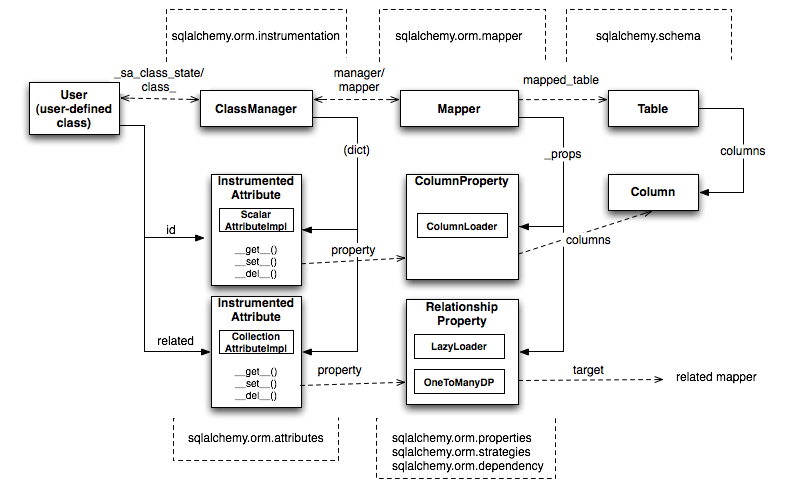 sqlalchemy.orm.instrumentation
sqlalchemy.orm.mapper
sqlalchemy.schema
_sa_class_state/
class_
manager/
mapper
mapped_table
User
(user-defined
class)
ClassManager
Mapper
Table
(dict)
_props
columns
Instrumented
Attribute
Scalar
AttributeImpl
__get__()
__set__()
__del__()
ColumnProperty
ColumnLoader
Column
id
property
columns
Instrumented
Attribute
Collection
AttributeImpl
__get__()
__set__()
__del__()
Relationship
Property
LazyLoader
OneToManyDP
related
property
target
related mapper
sqlalchemy.orm.attributes
sqlalchemy.orm.properties
sqlalchemy.orm.strategies
sqlalchemy.orm.dependency